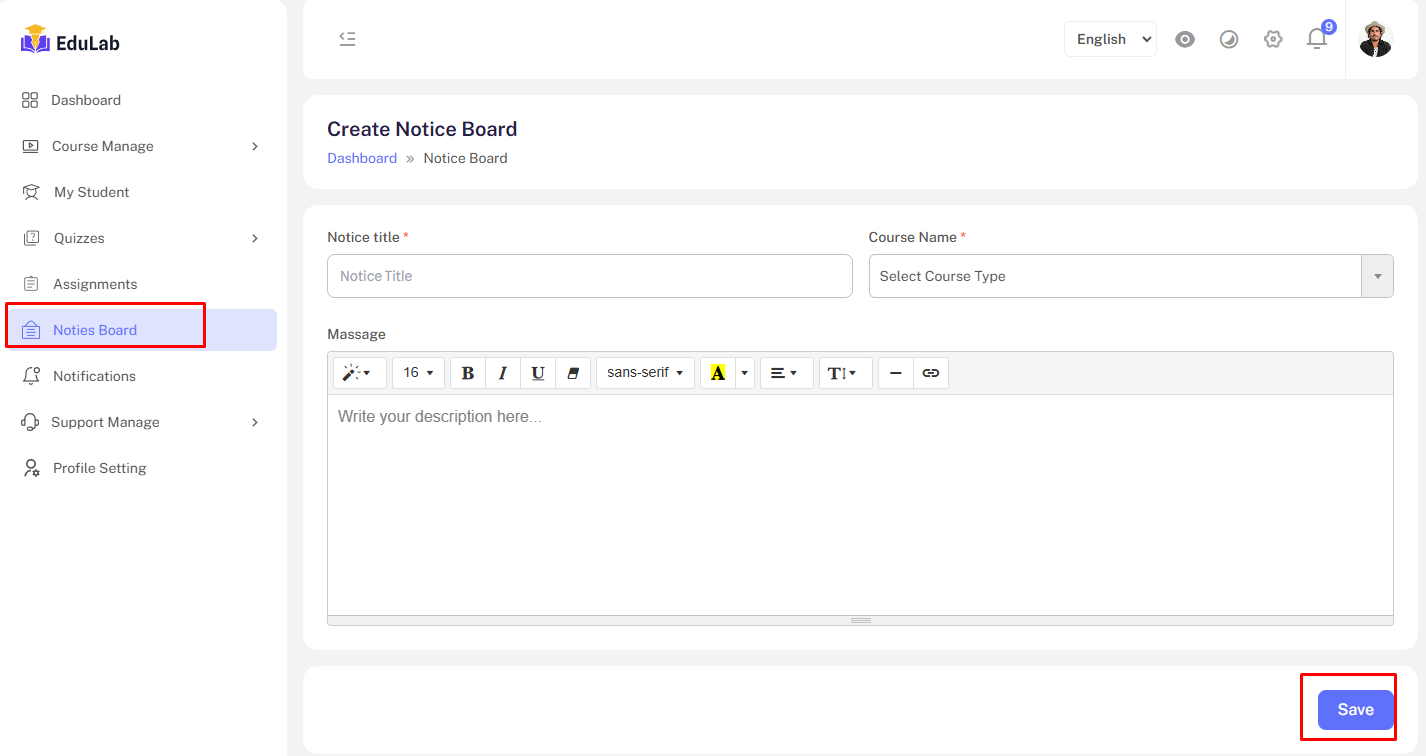 EduLab
Dashboard
Course Manage
My Student
Quizzes
Assignments
Noties Board
Notifications
Support Manage
Profile Setting
English
9
Create Notice Board
Dashboard » Notice Board
Notice title * Course Name *
Notice Title Select Course Type
Massage
16 B I U sans-serif A T
Write your description here...
Save